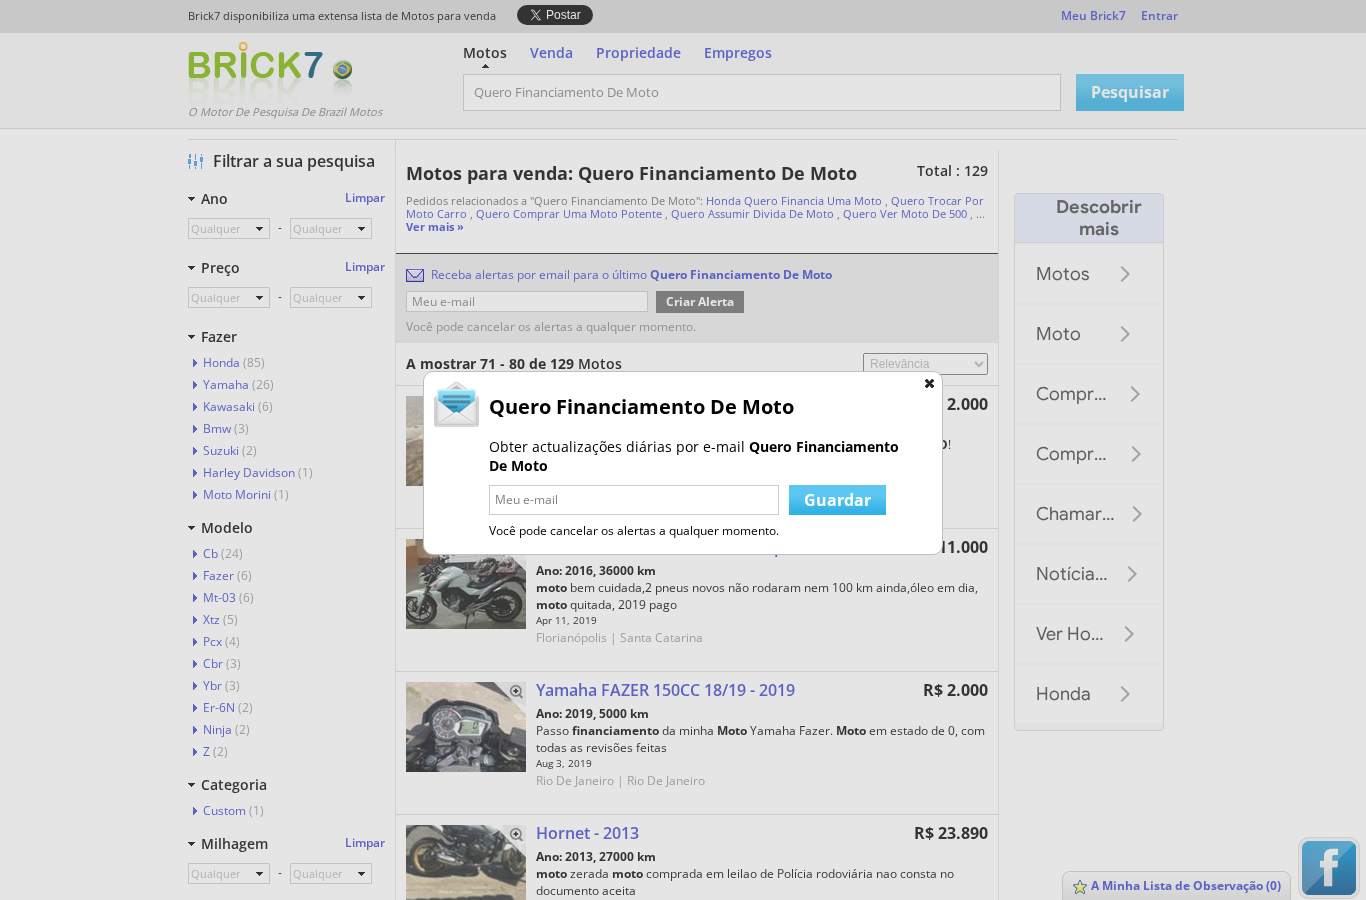 Brick7 disponibiliza uma extensa lista de Motos para venda
Postar
Meu Brick7
Entrar
BRiCK7
O Motor De Pesquisa De Brazil Motos
Motos
Venda
Propriedade
Empregos
Quero Financiamento De Moto
Pesquisar
Filtrar a sua pesquisa
Ano
Limpar
Qualquer - Qualquer
Preço
Limpar
Qualquer - Qualquer
Fazer
Honda (85)
Yamaha (26)
Kawasaki (6)
Bmw (3)
Suzuki (2)
Harley Davidson (1)
Moto Morini (1)
Modelo
Cb (24)
Fazer (6)
Mt-03 (6)
Xtz (5)
Pcx (4)
Cbr (3)
Ybr (3)
Er-6N (2)
Ninja (2)
Z (2)
Categoria
Custom (1)
Milhagem
Limpar
Qualquer - Qualquer
Motos para venda: Quero Financiamento De Moto
Total : 129
Pedidos relacionados a "Quero Financiamento De Moto": Honda Quero Financia Uma Moto , Quero Trocar Por
Moto Carro , Quero Comprar Uma Moto Potente , Quero Assumir Divida De Moto , Quero Ver Moto De 500 , ...
Ver mais »
Receba alertas por email para o último Quero Financiamento De Moto
Meu e-mail
Criar Alerta
Você pode cancelar os alertas a qualquer momento.
A mostrar 71 - 80 de 129 Motos
Relevância
2.000
Quero Financiamento De Moto
Obter actualizações diárias por e-mail Quero Financiamento
De Moto
Meu e-mail
Guardar
Você pode cancelar os alertas a qualquer momento.
11.000
Ano: 2016, 36000 km
moto bem cuidada,2 pneus novos não rodaram nem 100 km ainda,óleo em dia,
moto quitada, 2019 pago
Apr 11, 2019
Florianópolis | Santa Catarina
Yamaha FAZER 150CC 18/19 - 2019
R$ 2.000
Ano: 2019, 5000 km
Passo financiamento da minha Moto Yamaha Fazer. Moto em estado de 0, com
todas as revisões feitas
Aug 3, 2019
Rio De Janeiro | Rio De Janeiro
Hornet - 2013
R$ 23.890
Ano: 2013, 27000 km
moto zerada moto comprada em leilao de Polícia rodoviária nao consta no
documento aceita
Descobrir
mais
Motos
Moto
Compr...
Compr...
Chamar...
Notícia...
Ver Ho...
Honda
A Minha Lista de Observação (0)